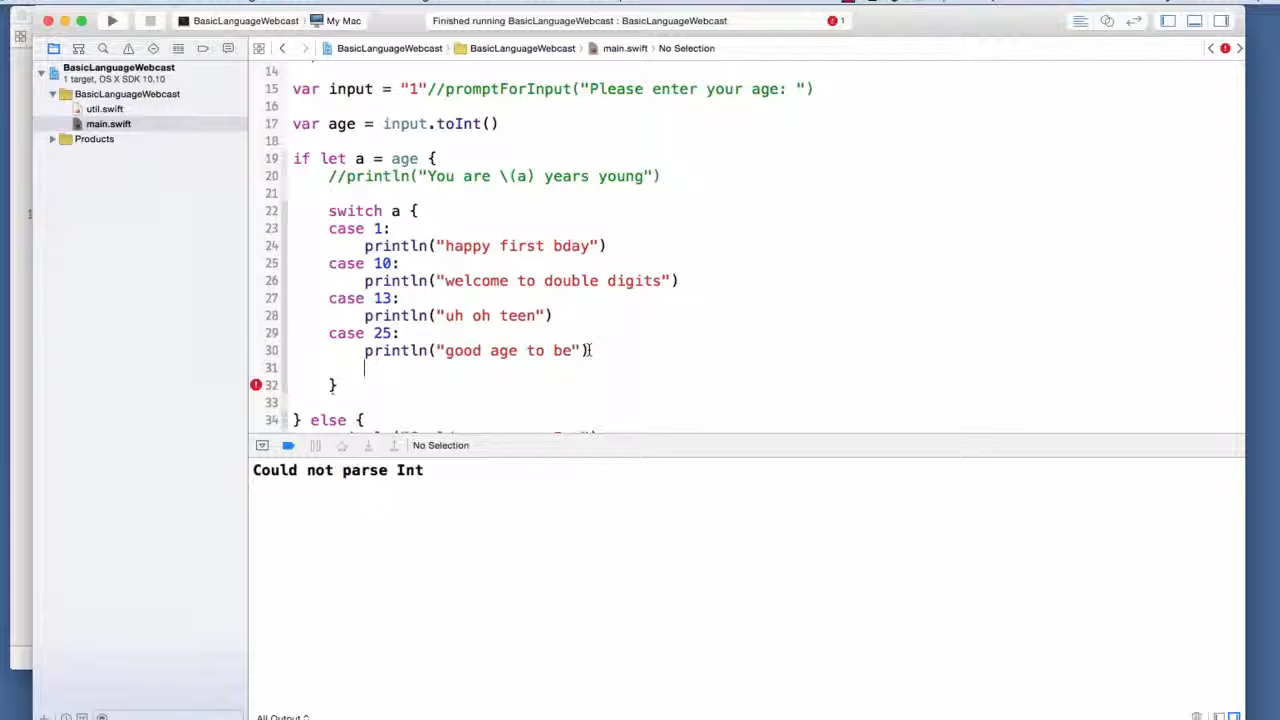 BasicLanguageWebcast My Mac Finished running BasicLanguageWebcast : BasicLanguageWebcast 1
BasicLanguageWebcast BasicLanguageWebcast main.swift No Selection
BasicLanguageWebcast
1 target, OS X SDK 10.10
BasicLanguageWebcast
util.swift
main.swift
Products
14
15 var input = "1"//promptForInput("Please enter your age: ")
16
17 var age = input.toInt()
18
19 if let a = age {
20 //println("You are \(a) years young")
21
22 switch a {
23 case 1:
24 println("happy first bday")
25 case 10:
26 println("welcome to double digits")
27 case 13:
28 println("uh oh teen")
29 case 25:
30 println("good age to be")
31
32 }
33
34 } else {
No Selection
Could not parse Int
All Output